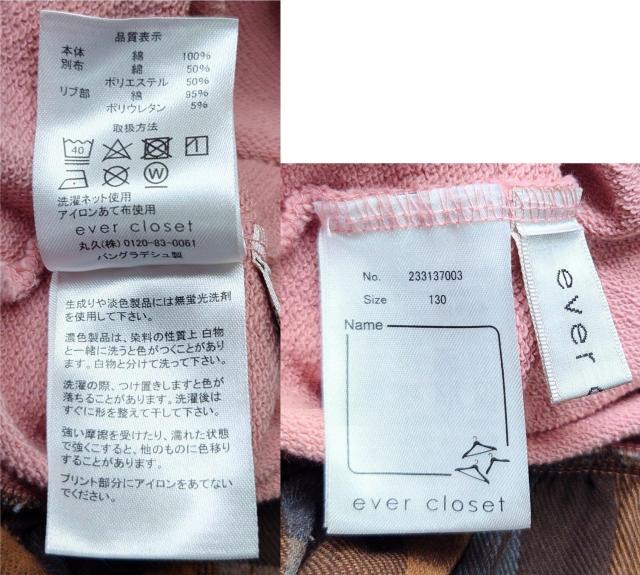 品質表示
本体 綿 100%
別布 綿 50%
ポリエステル 50%
リブ部 綿 95%
ポリウレタン 5%
取扱方法
40
W
洗濯ネット使用
アイロンあて布使用
ever closet
丸久(株) 0120-83-0061
バングラデシュ製
生成りや淡色製品には無蛍光洗剤
を使用して下さい。
濃色製品は、染料の性質上 白物
と一緒に洗うと色がつくことがあり
ます。白物と分けて洗って下さい。
洗濯の際、つけ置きしますと色が
落ちることがあります。洗濯後は
すぐに形を整えて干して下さい。
強い摩擦を受けたり、濡れた状態
で強くこすると、他のものに色移り
することがあります。
プリント部分にアイロンをあてない
でください。
No. 233137003
Size 130
Name
ever closet
ever